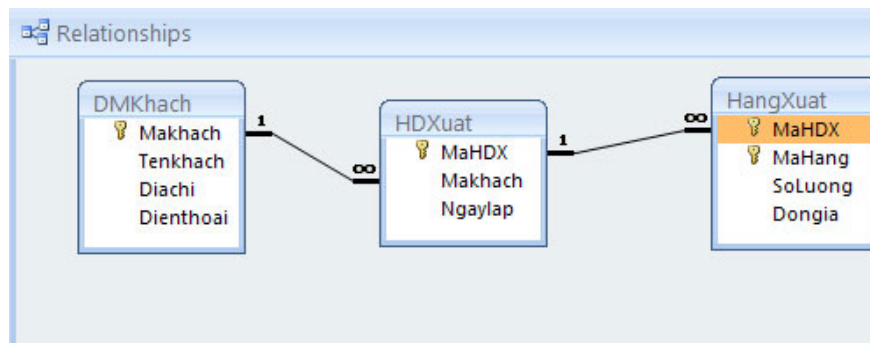 Relationships
DMKhach
Makhach
Tenkhach
Diachi
Dienthoai
1
∞
HDXuat
MaHDX
Makhach
Ngaylap
1
∞
HangXuat
MaHDX
MaHang
SoLuong
Dongia